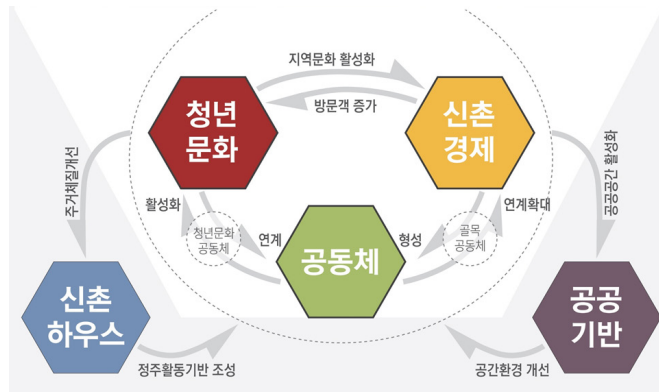 지역문화 활성화
청년
문화
방문객 증가
신촌
경제
주거체질개선
공공공간 활성화
활성화
청년문화
공동체
연계
공동체
형성
골목
공동체
연계확대
신촌
하우스
공공
기반
정주활동기반 조성
공간환경 개선